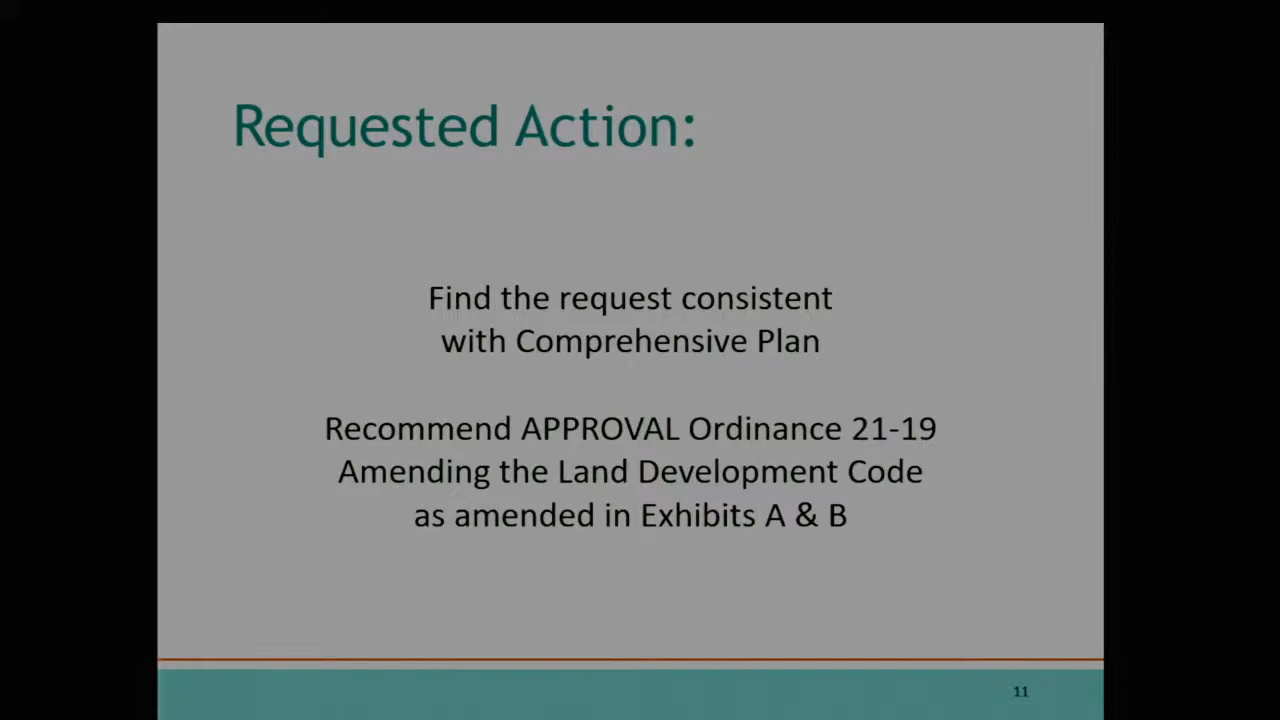 Requested Action:
Find the request consistent
with Comprehensive Plan
Recommend APPROVAL Ordinance 21-19
Amending the Land Development Code
as amended in Exhibits A & B
11